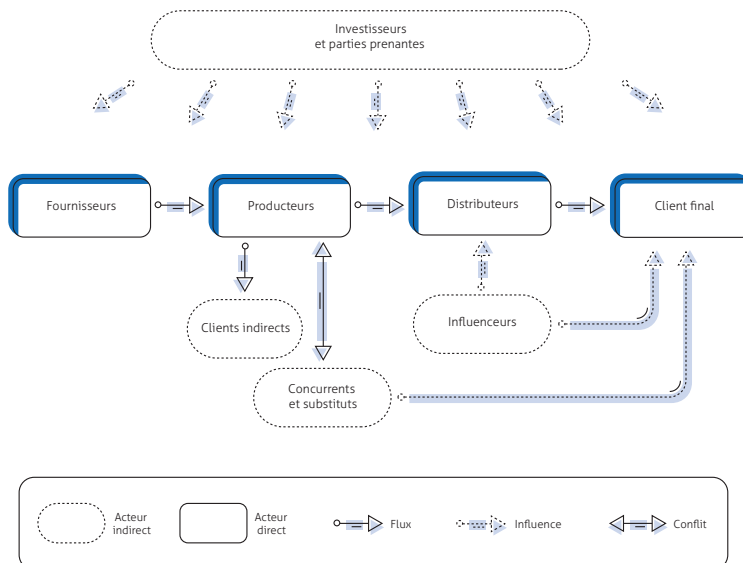 Investisseurs
et parties prenantes
Fournisseurs
Producteurs
Distributeurs
Client final
Clients indirects
Influenceurs
Concurrents
et substituts
Acteur
indirect
Acteur
direct
Flux
Influence
Conflit